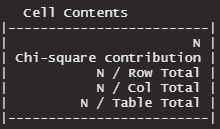 Cell Contents
|-------------------------|
|                       N |
| Chi-square contribution |
|           N / Row Total |
|           N / Col Total |
|         N / Table Total |
|-------------------------|